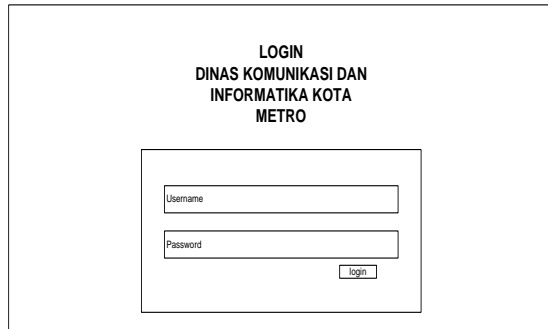 LOGIN
DINAS KOMUNIKASI DAN
INFORMATIKA KOTA
METRO
Username
Password
login